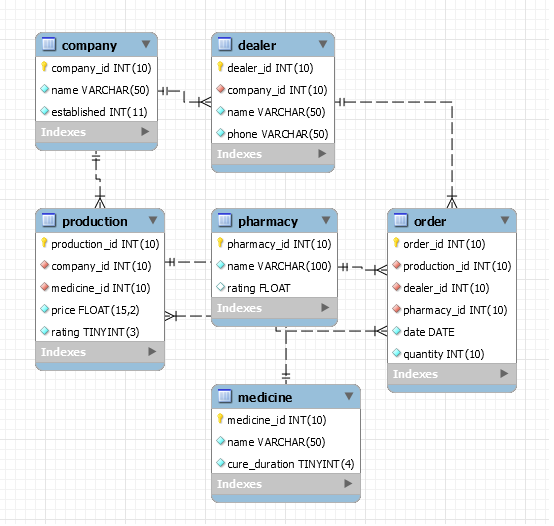 company
company_id INT(10)
name VARCHAR(50)
established INT(11)
Indexes
dealer
dealer_id INT(10)
company_id INT(10)
name VARCHAR(50)
phone VARCHAR(50)
Indexes
production
production_id INT(10)
company_id INT(10)
medicine_id INT(10)
price FLOAT(15,2)
rating TINYINT(3)
Indexes
pharmacy
pharmacy_id INT(10)
name VARCHAR(100)
rating FLOAT
Indexes
order
order_id INT(10)
production_id INT(10)
dealer_id INT(10)
pharmacy_id INT(10)
date DATE
quantity INT(10)
Indexes
medicine
medicine_id INT(10)
name VARCHAR(50)
cure_duration TINYINT(4)
Indexes